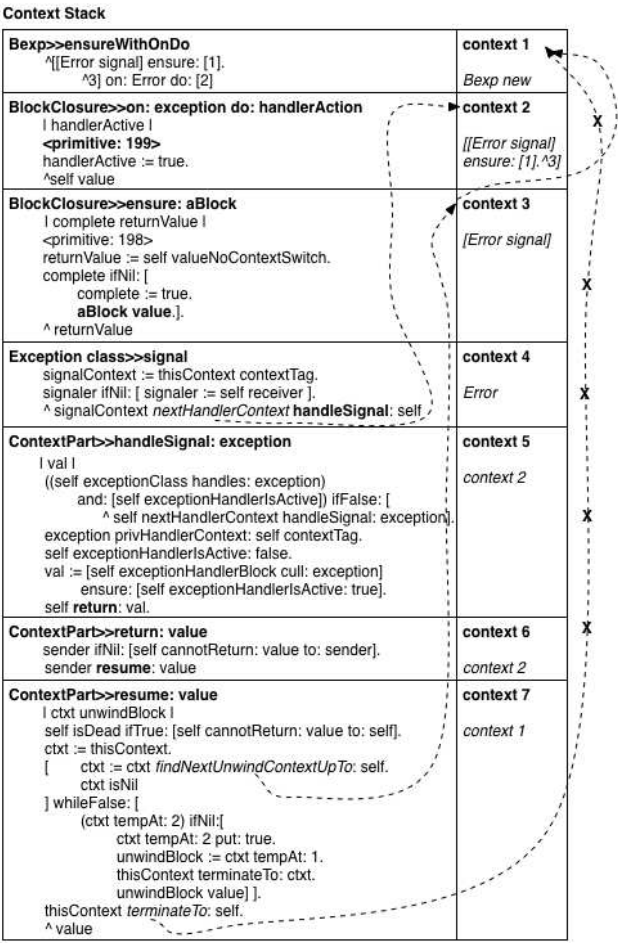 Context Stack
Bexp>>ensureWithOnDo
^[[Error signal] ensure: [1].
^3] on: Error do: [2]
context 1
Bexp new
BlockClosure>>on: exception do: handlerAction
| handlerActive |
<primitive: 199>
handlerActive := true.
^self value
context 2
[[Error signal]
ensure: [1].^3]
BlockClosure>>ensure: aBlock
| complete returnValue |
<primitive: 198>
returnValue := self valueNoContextSwitch.
complete ifNil: [
complete := true.
aBlock value.].
^ returnValue
context 3
[Error signal]
Exception class>>signal
signalContext := thisContext contextTag.
signaler ifNil: [ signaler := self receiver ].
^ signalContext nextHandlerContext handleSignal: self
context 4
Error
ContextPart>>handleSignal: exception
| val |
((self exceptionClass handles: exception)
and: [self exceptionHandlerIsActive]) ifFalse: [
^ self nextHandlerContext handleSignal: exception].
exception privHandlerContext: self contextTag.
self exceptionHandlerIsActive: false.
val := [self exceptionHandlerBlock cull: exception]
ensure: [self exceptionHandlerIsActive: true].
self return: val.
context 5
context 2
ContextPart>>return: value
sender ifNil: [self cannotReturn: value to: sender].
sender resume: value
context 6
context 2
ContextPart>>resume: value
| ctxt unwindBlock |
self isDead ifTrue: [self cannotReturn: value to: self].
ctxt := thisContext.
[ ctxt := ctxt findNextUnwindContextUpTo: self.
ctxt isNil
] whileFalse: [
(ctxt tempAt: 2) ifNil:[
ctxt tempAt: 2 put: true.
unwindBlock := ctxt tempAt: 1.
thisContext terminateTo: ctxt.
unwindBlock value] ].
thisContext terminateTo: self.
^ value
context 7
context 1
X
X
X
X
X